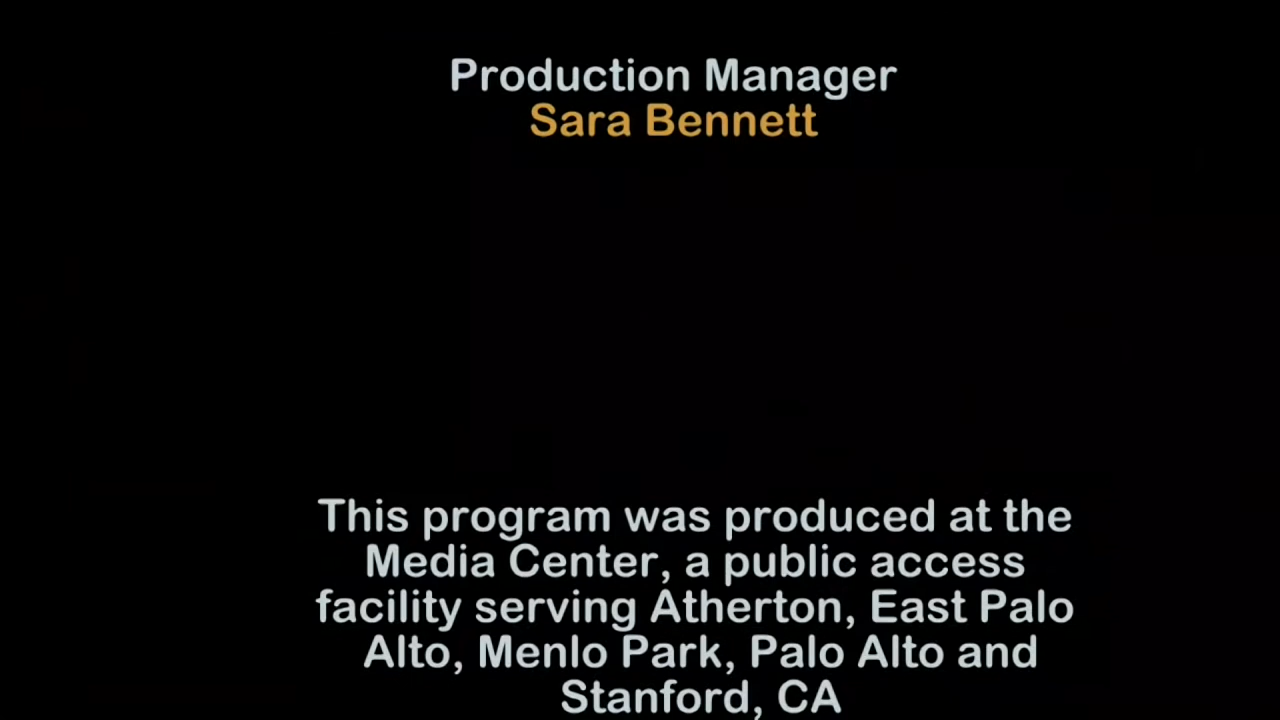 Production Manager
Sara Bennett
This program was produced at the
Media Center, a public access
facility serving Atherton, East Palo
Alto, Menlo Park, Palo Alto and
Stanford, CA